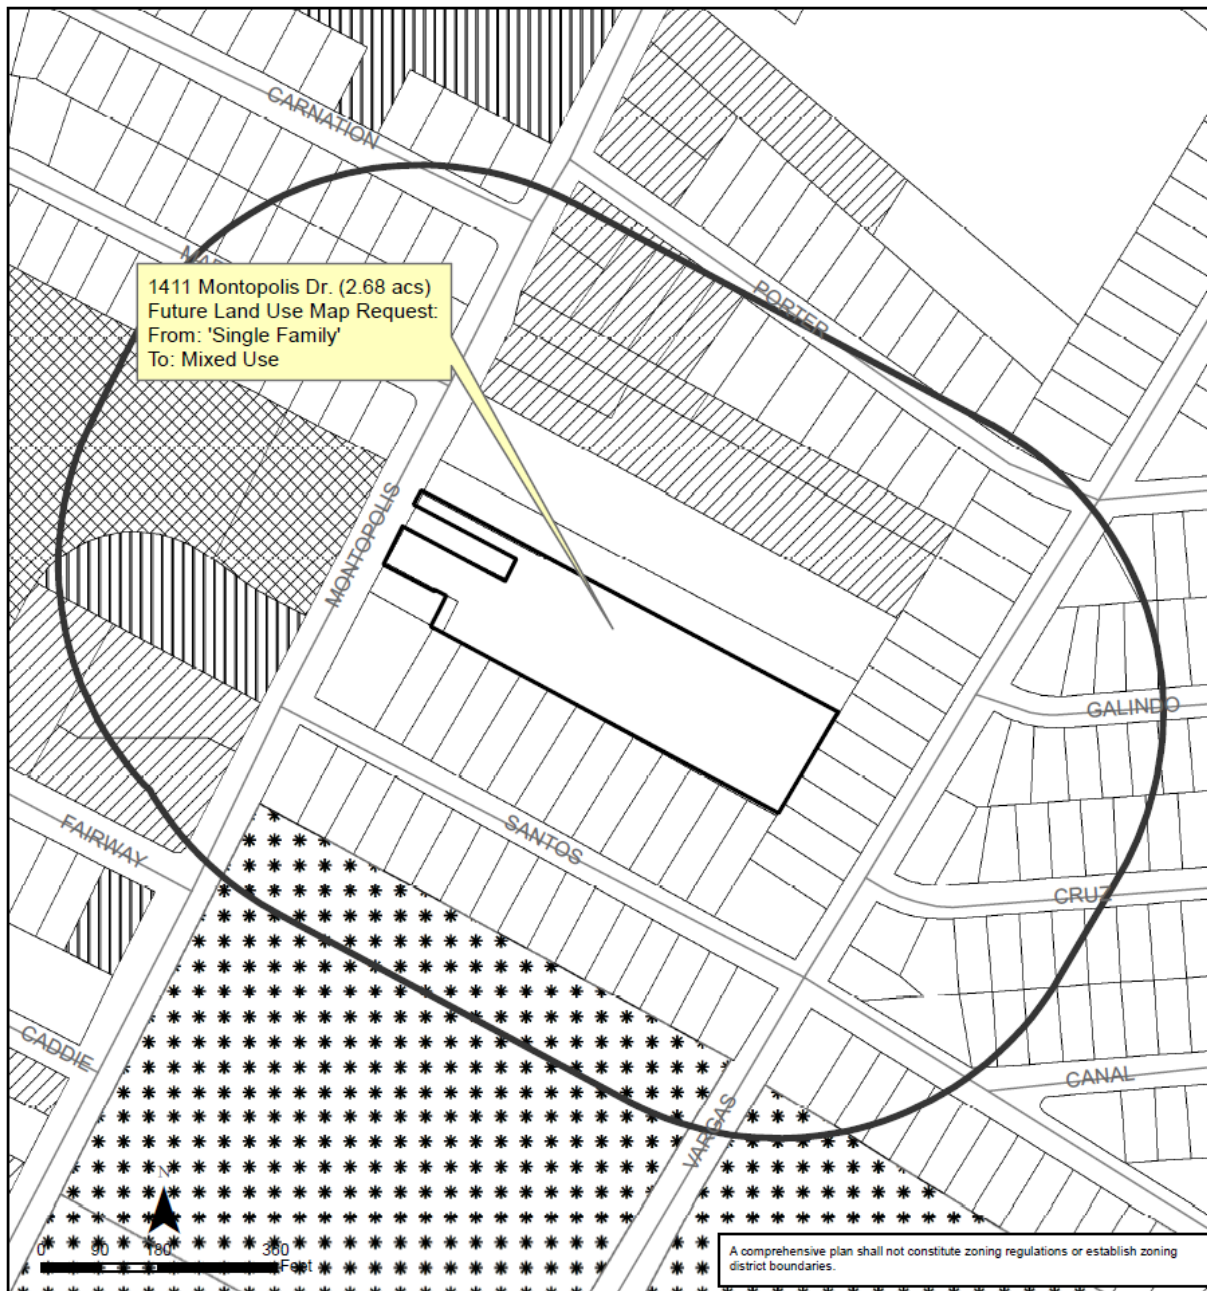 CARNATION
PORTER
1411 Montopolis Dr. (2.68 acs)
Future Land Use Map Request:
From: 'Single Family'
To: Mixed Use
MONTOPOLIS
GALINDO
FAIRWAY
SANTOS
CRUZ
CADDIE
CANAL
VARGAS
N
0 90 180 360
Feet
A comprehensive plan shall not constitute zoning regulations or establish zoning
district boundaries.